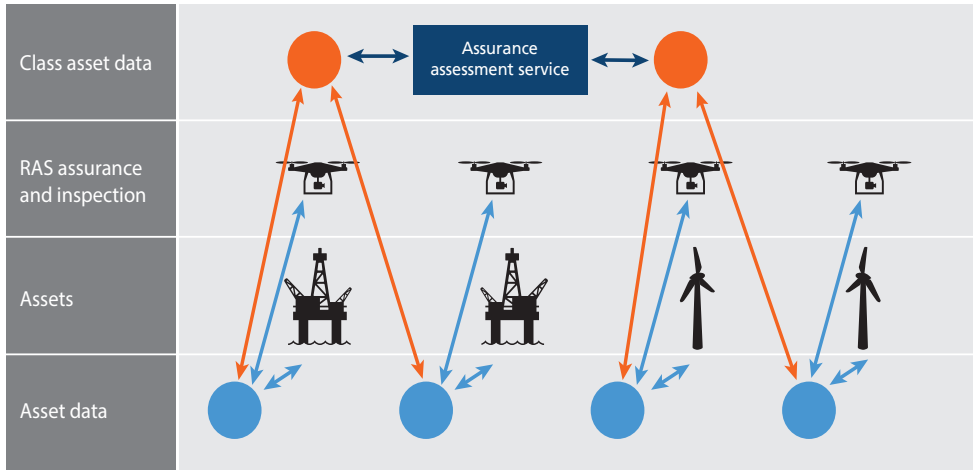 Class asset data
Assurance
assessment service
RAS assurance
and inspection
Assets
Asset data